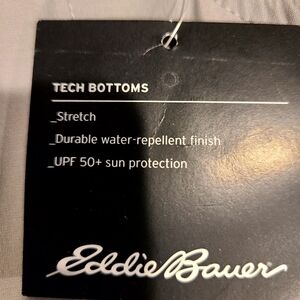 TECH BOTTOMS
_Stretch
_Durable water-repellent finish
_UPF 50+ sun protection
Eddie Bauer